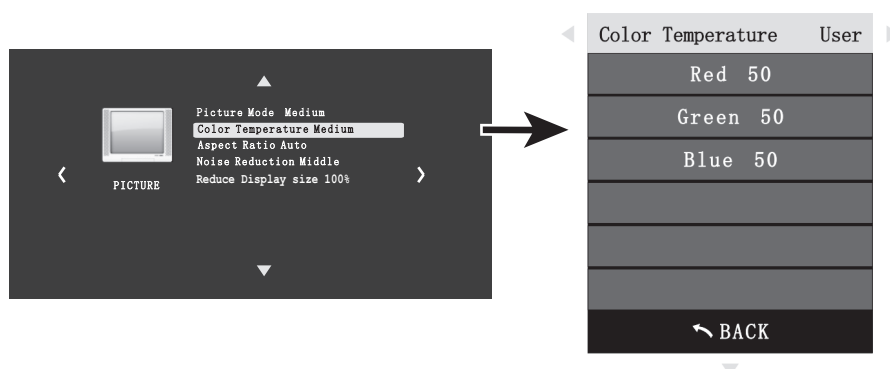 Picture Mode Medium
Color Temperature Medium
Aspect Ratio Auto
Noise Reduction Middle
Reduce Display size 100%
PICTURE
Color Temperature User
Red 50
Green 50
Blue 50
BACK